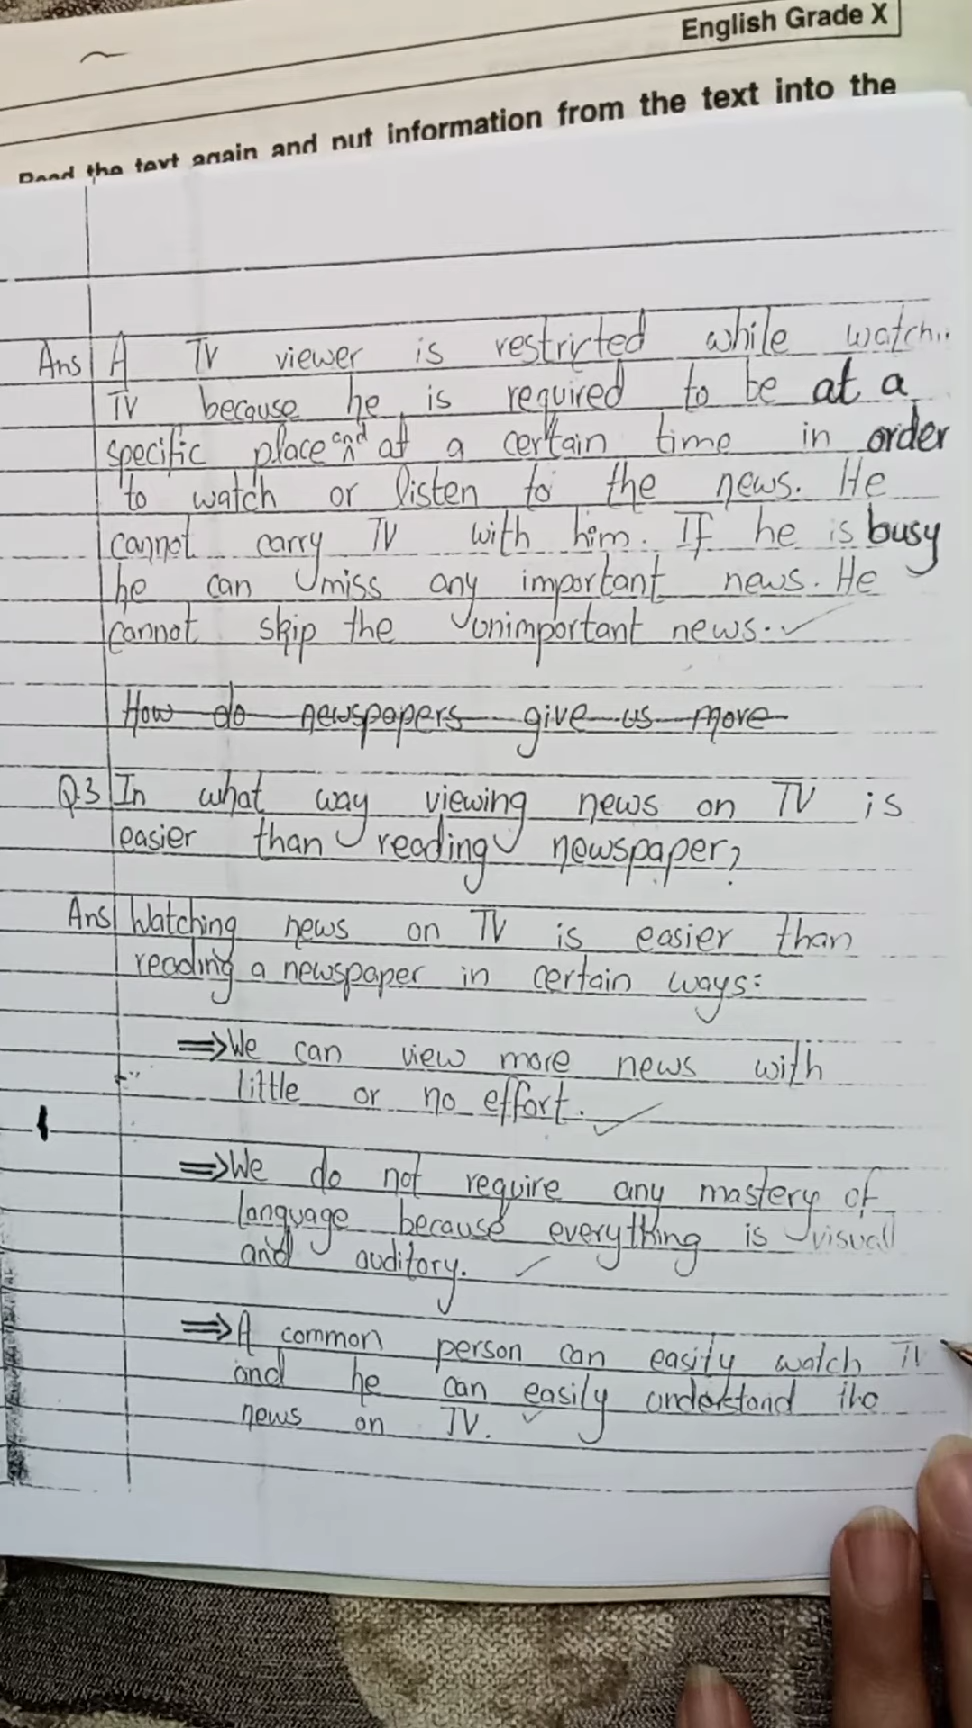 English Grade X
Read the text again and put information from the text into the
Ans A TV viewer is restricted while watch..
TV because he is required to be at a
specific place and at a certain time in order
to watch or listen to the news. He
cannot carry TV with him. If he is busy
he can miss any important news. He
cannot skip the unimportant news.
How do newspapers give us more
Q3 In what way viewing news on TV is
easier than reading newspaper?
Ans Watching news on TV is easier than
reading a newspaper in certain ways:
⇒ We can view more news with
little or no effort.
⇒ We do not require any mastery of
language because everything is visual
and auditory.
⇒ A common person can easily watch TV
and he can easily understand the
news on TV.